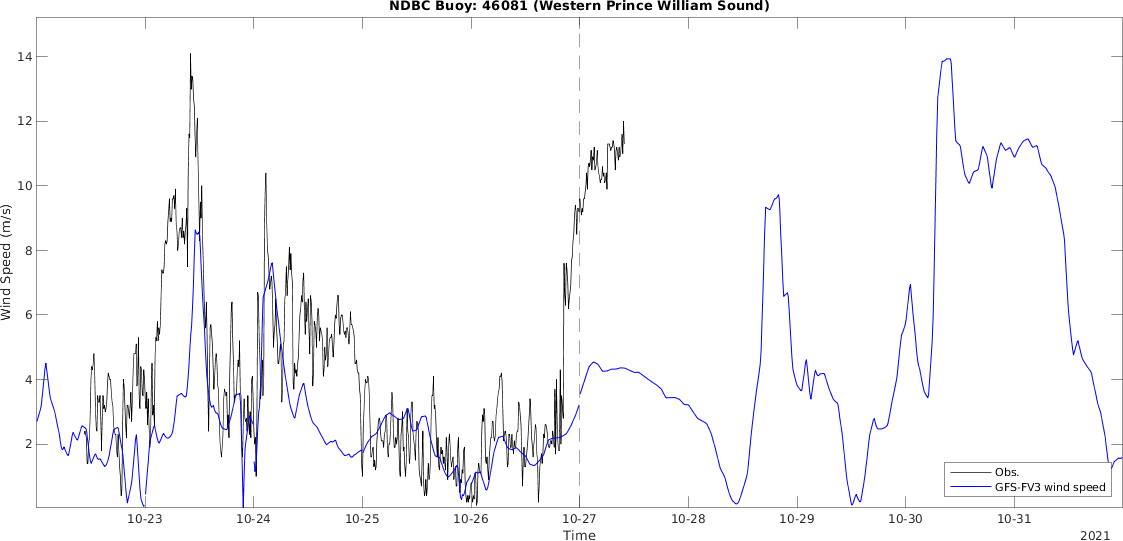 NDBC Buoy: 46081 (Western Prince William Sound)
Wind Speed (m/s)
14
12
10
8
6
4
2
10-23 10-24 10-25 10-26 10-27 10-28 10-29 10-30 10-31
Time
2021
Obs.
GFS-FV3 wind speed